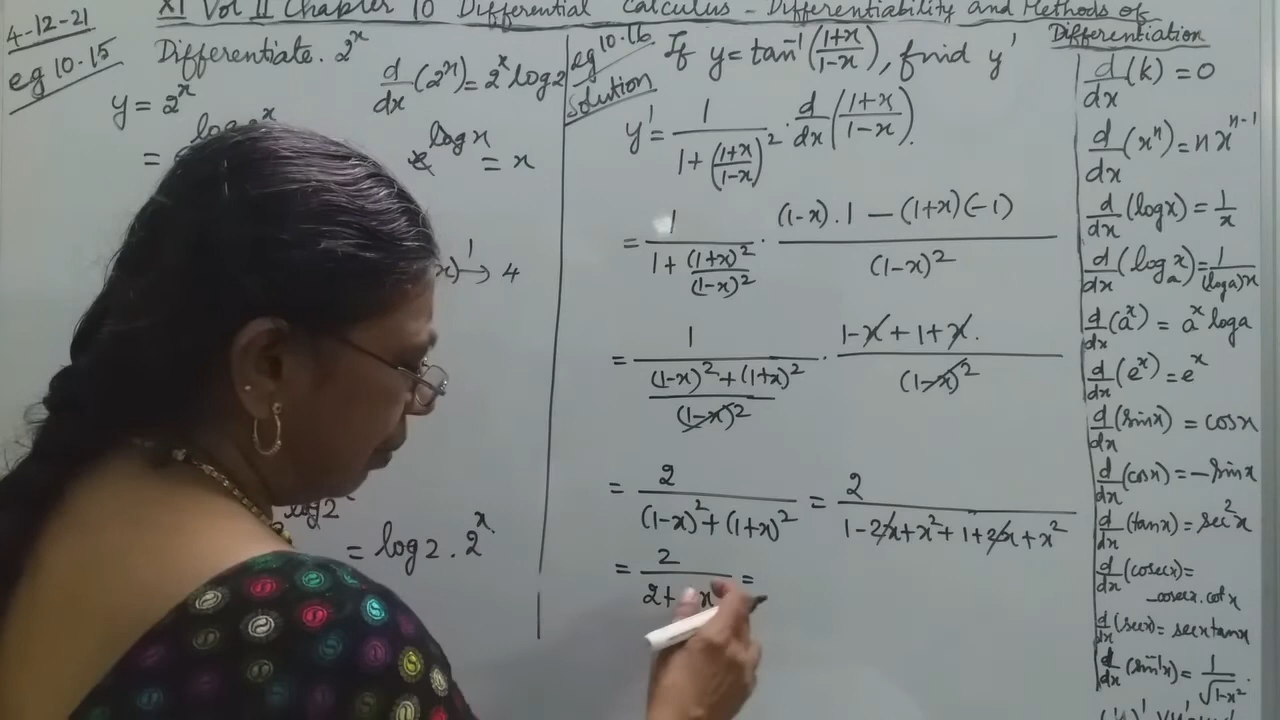 XI Vol II Chapter 10 Differential Calculus - Differentiability and Methods of Differentiation
4-12-21
eg 10.15
Differentiate. 2^x
y = 2^x
d/dx (2^x) = 2^x log 2
e^(log x) = x
=
→ 4
log 2
= log 2 . 2^x
eg 10.16
If y = tan^-1 ((1+x)/(1-x)), find y'
Solution
y' = 1/(1 + ((1+x)/(1-x))^2) . d/dx ((1+x)/(1-x)).
= 1/(1 + (1+x)^2/(1-x)^2) . ((1-x).1 - (1+x)(-1))/(1-x)^2
= 1/(((1-x)^2 + (1+x)^2)/(1-x)^2) . (1-x+1+x.)/(1-x)^2
= 2/((1-x)^2 + (1+x)^2) = 2/(1-2x+x^2+1+2x+x^2)
= 2/(2+ x =
d/dx (k) = 0
d/dx (x^n) = n x^(n-1)
d/dx (log x) = 1/x
d/dx (log_a x) = 1/((log a) x)
d/dx (a^x) = a^x log a
d/dx (e^x) = e^x
d/dx (sin x) = cos x
d/dx (cos x) = - sin x
d/dx (tan x) = sec^2 x
d/dx (cosec x) =
-cosec x . cot x
d/dx (sec x) = sec x tan x
d/dx (sin^-1 x) = 1/√(1-x^2) .